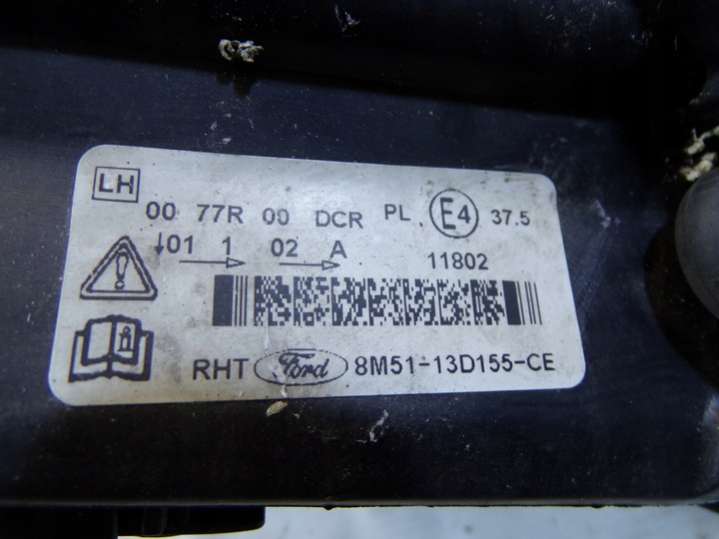 LH
00 77R 00 DCR PL E4 37.5
↓01 1 02 A 11802
RHT Ford 8M51-13D155-CE